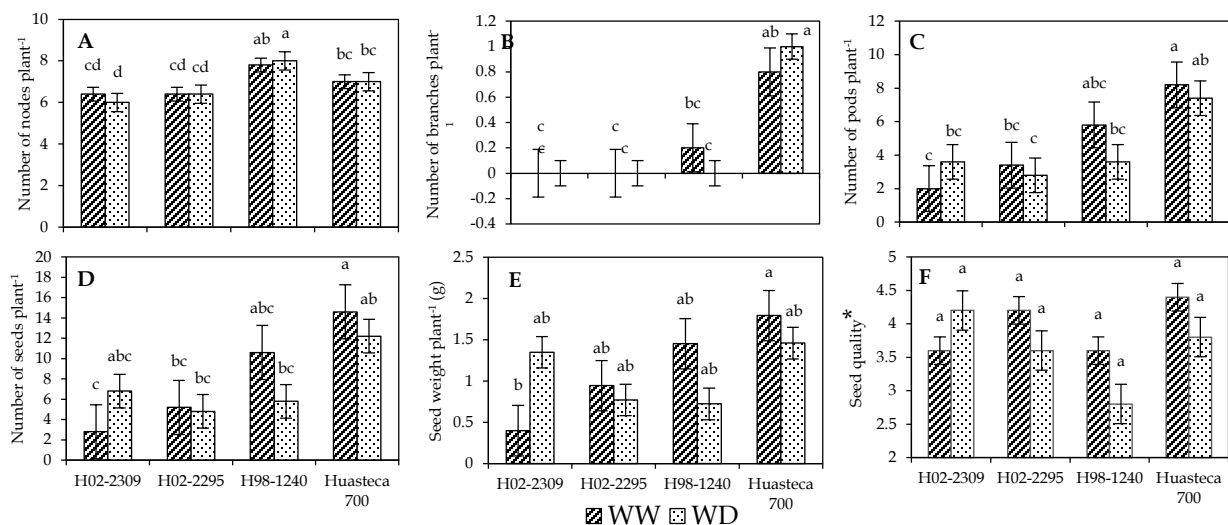 A
Number of nodes plant-1
10
8
6
4
2
0
cd
d
cd
cd
ab
a
bc
bc
B
Number of branches plant-
1
1.2
1
0.8
0.6
0.4
0.2
0
-0.2
-0.4
c
c
c
c
bc
c
ab
a
C
Number of pods plant-1
12
10
8
6
4
2
0
c
bc
bc
c
abc
bc
a
ab
D
Number of seeds plant-1
20
18
16
14
12
10
8
6
4
2
0
c
abc
bc
bc
abc
bc
a
ab
H02-2309
H02-2295
H98-1240
Huasteca
700
E
Seed weight plant-1 (g)
2.5
2
1.5
1
0.5
0
b
ab
ab
ab
ab
ab
a
ab
H02-2309
H02-2295
H98-1240
Huasteca
700
F
Seed quality*
5
4.5
4
3.5
3
2.5
2
a
a
a
a
a
a
a
a
H02-2309
H02-2295
H98-1240
Huasteca
700
WW
WD